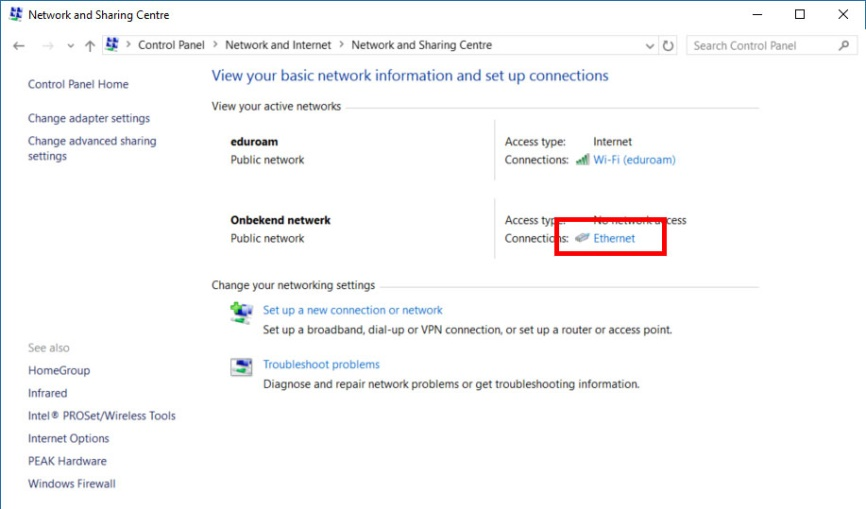 Network and Sharing Centre
Control Panel > Network and Internet > Network and Sharing Centre
Search Control Panel
Control Panel Home
Change adapter settings
Change advanced sharing
settings
View your basic network information and set up connections
View your active networks
eduroam
Public network
Access type: Internet
Connections: Wi-Fi (eduroam)
Onbekend netwerk
Public network
Access type: No network access
Connections: Ethernet
Change your networking settings
Set up a new connection or network
Set up a broadband, dial-up or VPN connection, or set up a router or access point.
Troubleshoot problems
Diagnose and repair network problems or get troubleshooting information.
See also
HomeGroup
Infrared
Intel® PROSet/Wireless Tools
Internet Options
PEAK Hardware
Windows Firewall